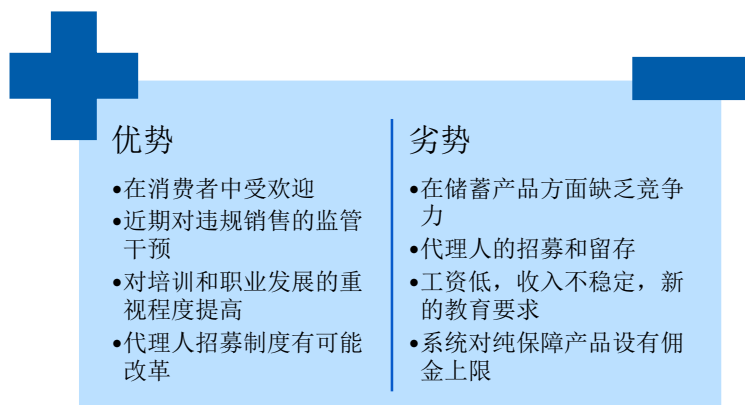 优势
•在消费者中受欢迎
•近期对违规销售的监管
干预
•对培训和职业发展的重
视程度提高
•代理人招募制度有可能
改革
劣势
•在储蓄产品方面缺乏竞争
力
•代理人的招募和留存
•工资低，收入不稳定，新
的教育要求
•系统对纯保障产品设有佣
金上限